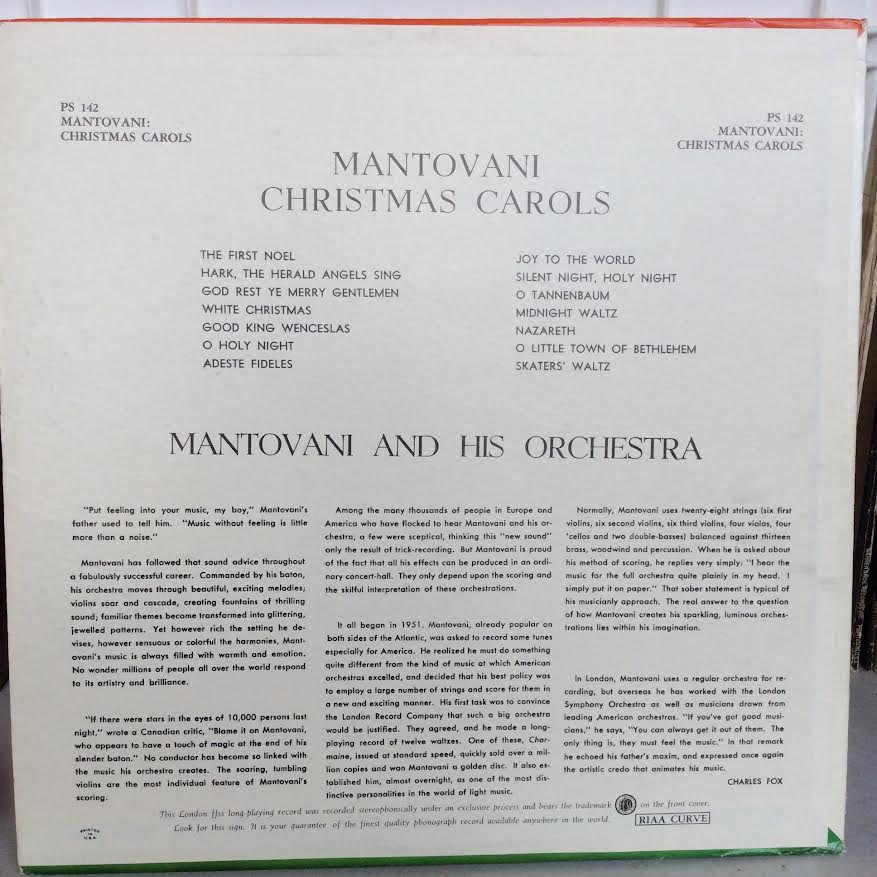 PS 142
MANTOVANI:
CHRISTMAS CAROLS
PS 142
MANTOVANI:
CHRISTMAS CAROLS
MANTOVANI
CHRISTMAS CAROLS
THE FIRST NOEL
HARK, THE HERALD ANGELS SING
GOD REST YE MERRY GENTLEMEN
WHITE CHRISTMAS
GOOD KING WENCESLAS
O HOLY NIGHT
ADESTE FIDELES
JOY TO THE WORLD
SILENT NIGHT, HOLY NIGHT
O TANNENBAUM
MIDNIGHT WALTZ
NAZARETH
O LITTLE TOWN OF BETHLEHEM
SKATERS' WALTZ
MANTOVANI AND HIS ORCHESTRA
"Put feeling into your music, my boy," Mantovani's
father used to tell him. "Music without feeling is little
more than a noise."
Mantovani has followed that sound advice throughout
a fabulously successful career. Commanded by his baton,
his orchestra moves through beautiful, exciting melodies;
violins soar and cascade, creating fountains of thrilling
sound; familiar themes become transformed into glittering,
jewelled patterns. Yet however rich the setting he de-
vises, however sensuous or colorful the harmonies, Mant-
ovani's music is always filled with warmth and emotion.
No wonder millions of people all over the world respond
to its artistry and brilliance.
"If there were stars in the eyes of 10,000 persons last
night," wrote a Canadian critic, "Blame it on Mantovani,
who appears to have a touch of magic at the end of his
slender baton." No conductor has become so linked with
the music his orchestra creates. The soaring, tumbling
violins are the most individual feature of Mantovani's
scoring.
Among the many thousands of people in Europe and
America who have flocked to hear Mantovani and his or-
chestra, a few were sceptical, thinking this "new sound"
only the result of trick-recording. But Mantovani is proud
of the fact that all his effects can be produced in an ordi-
nary concert-hall. They only depend upon the scoring and
the skilful interpretation of these orchestrations.
It all began in 1951. Mantovani, already popular on
both sides of the Atlantic, was asked to record some tunes
especially for America. He realized he must do something
quite different from the kind of music at which American
orchestras excelled, and decided that his best policy was
to employ a large number of strings and score for them in
a new and exciting manner. His first task was to convince
the London Record Company that such a big orchestra
would be justified. They agreed, and he made a long-
playing record of twelve waltzes. One of these, Char-
maine, issued at standard speed, quickly sold over a mil-
lion copies and won Mantovani a golden disc. It also es-
tablished him, almost overnight, as one of the most dis-
tinctive personalities in the world of light music.
Normally, Mantovani uses twenty-eight strings (six first
violins, six second violins, six third violins, four violas, four
'cellos and two double-basses) balanced against thirteen
brass, woodwind and percussion. When he is asked about
his method of scoring, he replies very simply: "I hear the
music for the full orchestra quite plainly in my head. I
simply put it on paper." That sober statement is typical of
his musicianly approach. The real answer to the question
of how Mantovani creates his sparkling, luminous orches-
trations lies within his imagination.
In London, Mantovani uses a regular orchestra for re-
cording, but overseas he has worked with the London
Symphony Orchestra as well as musicians drawn from
leading American orchestras. "If you've got good musi-
cians," he says, "You can always get it out of them. The
only thing is, they must feel the music." In that remark
he echoed his father's maxim, and expressed once again
the artistic credo that animates his music.
CHARLES FOX
This London ffss long playing record was recorded stereophonically under an exclusive process and bears the trademark on the front cover.
Look for this sign. It is your guarantee of the finest quality phonograph record available anywhere in the world. RIAA CURVE
PRINTED
IN
U.S.A.